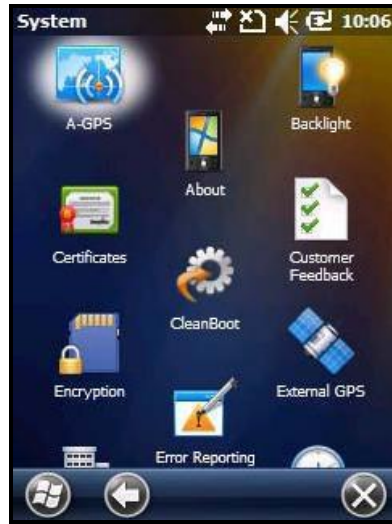 System 10:06
A-GPS
Backlight
About
Certificates
Customer
Feedback
CleanBoot
Encryption
External GPS
Error Reporting